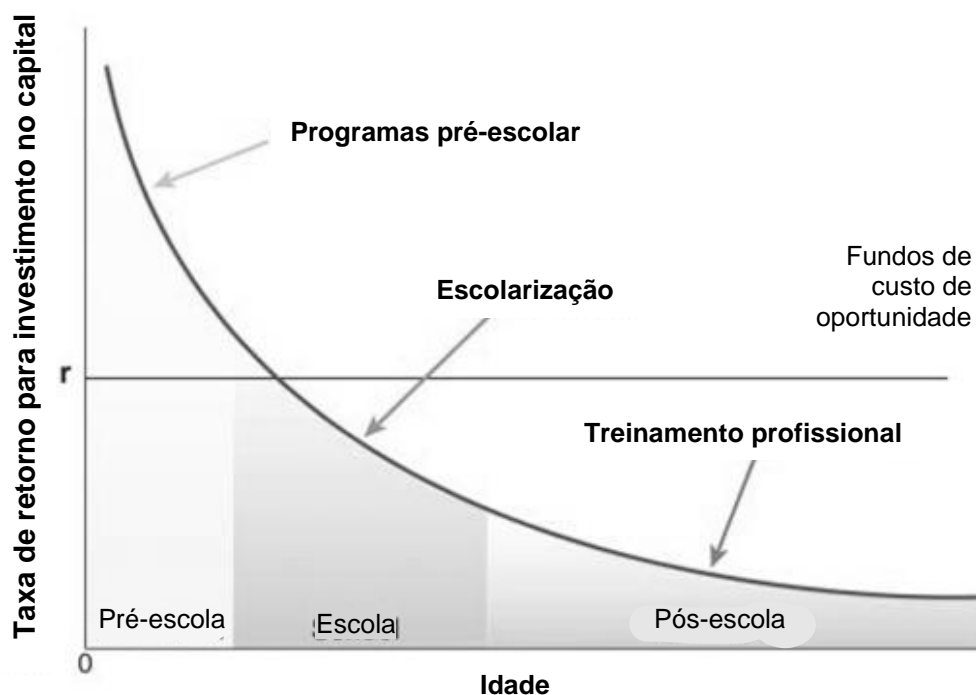 Taxa de retorno para investimento no capital
Programas pré-escolar
Escolarização
Fundos de
custo de
oportunidade
r
Treinamento profissional
Pré-escola
Escola
Pós-escola
0
Idade